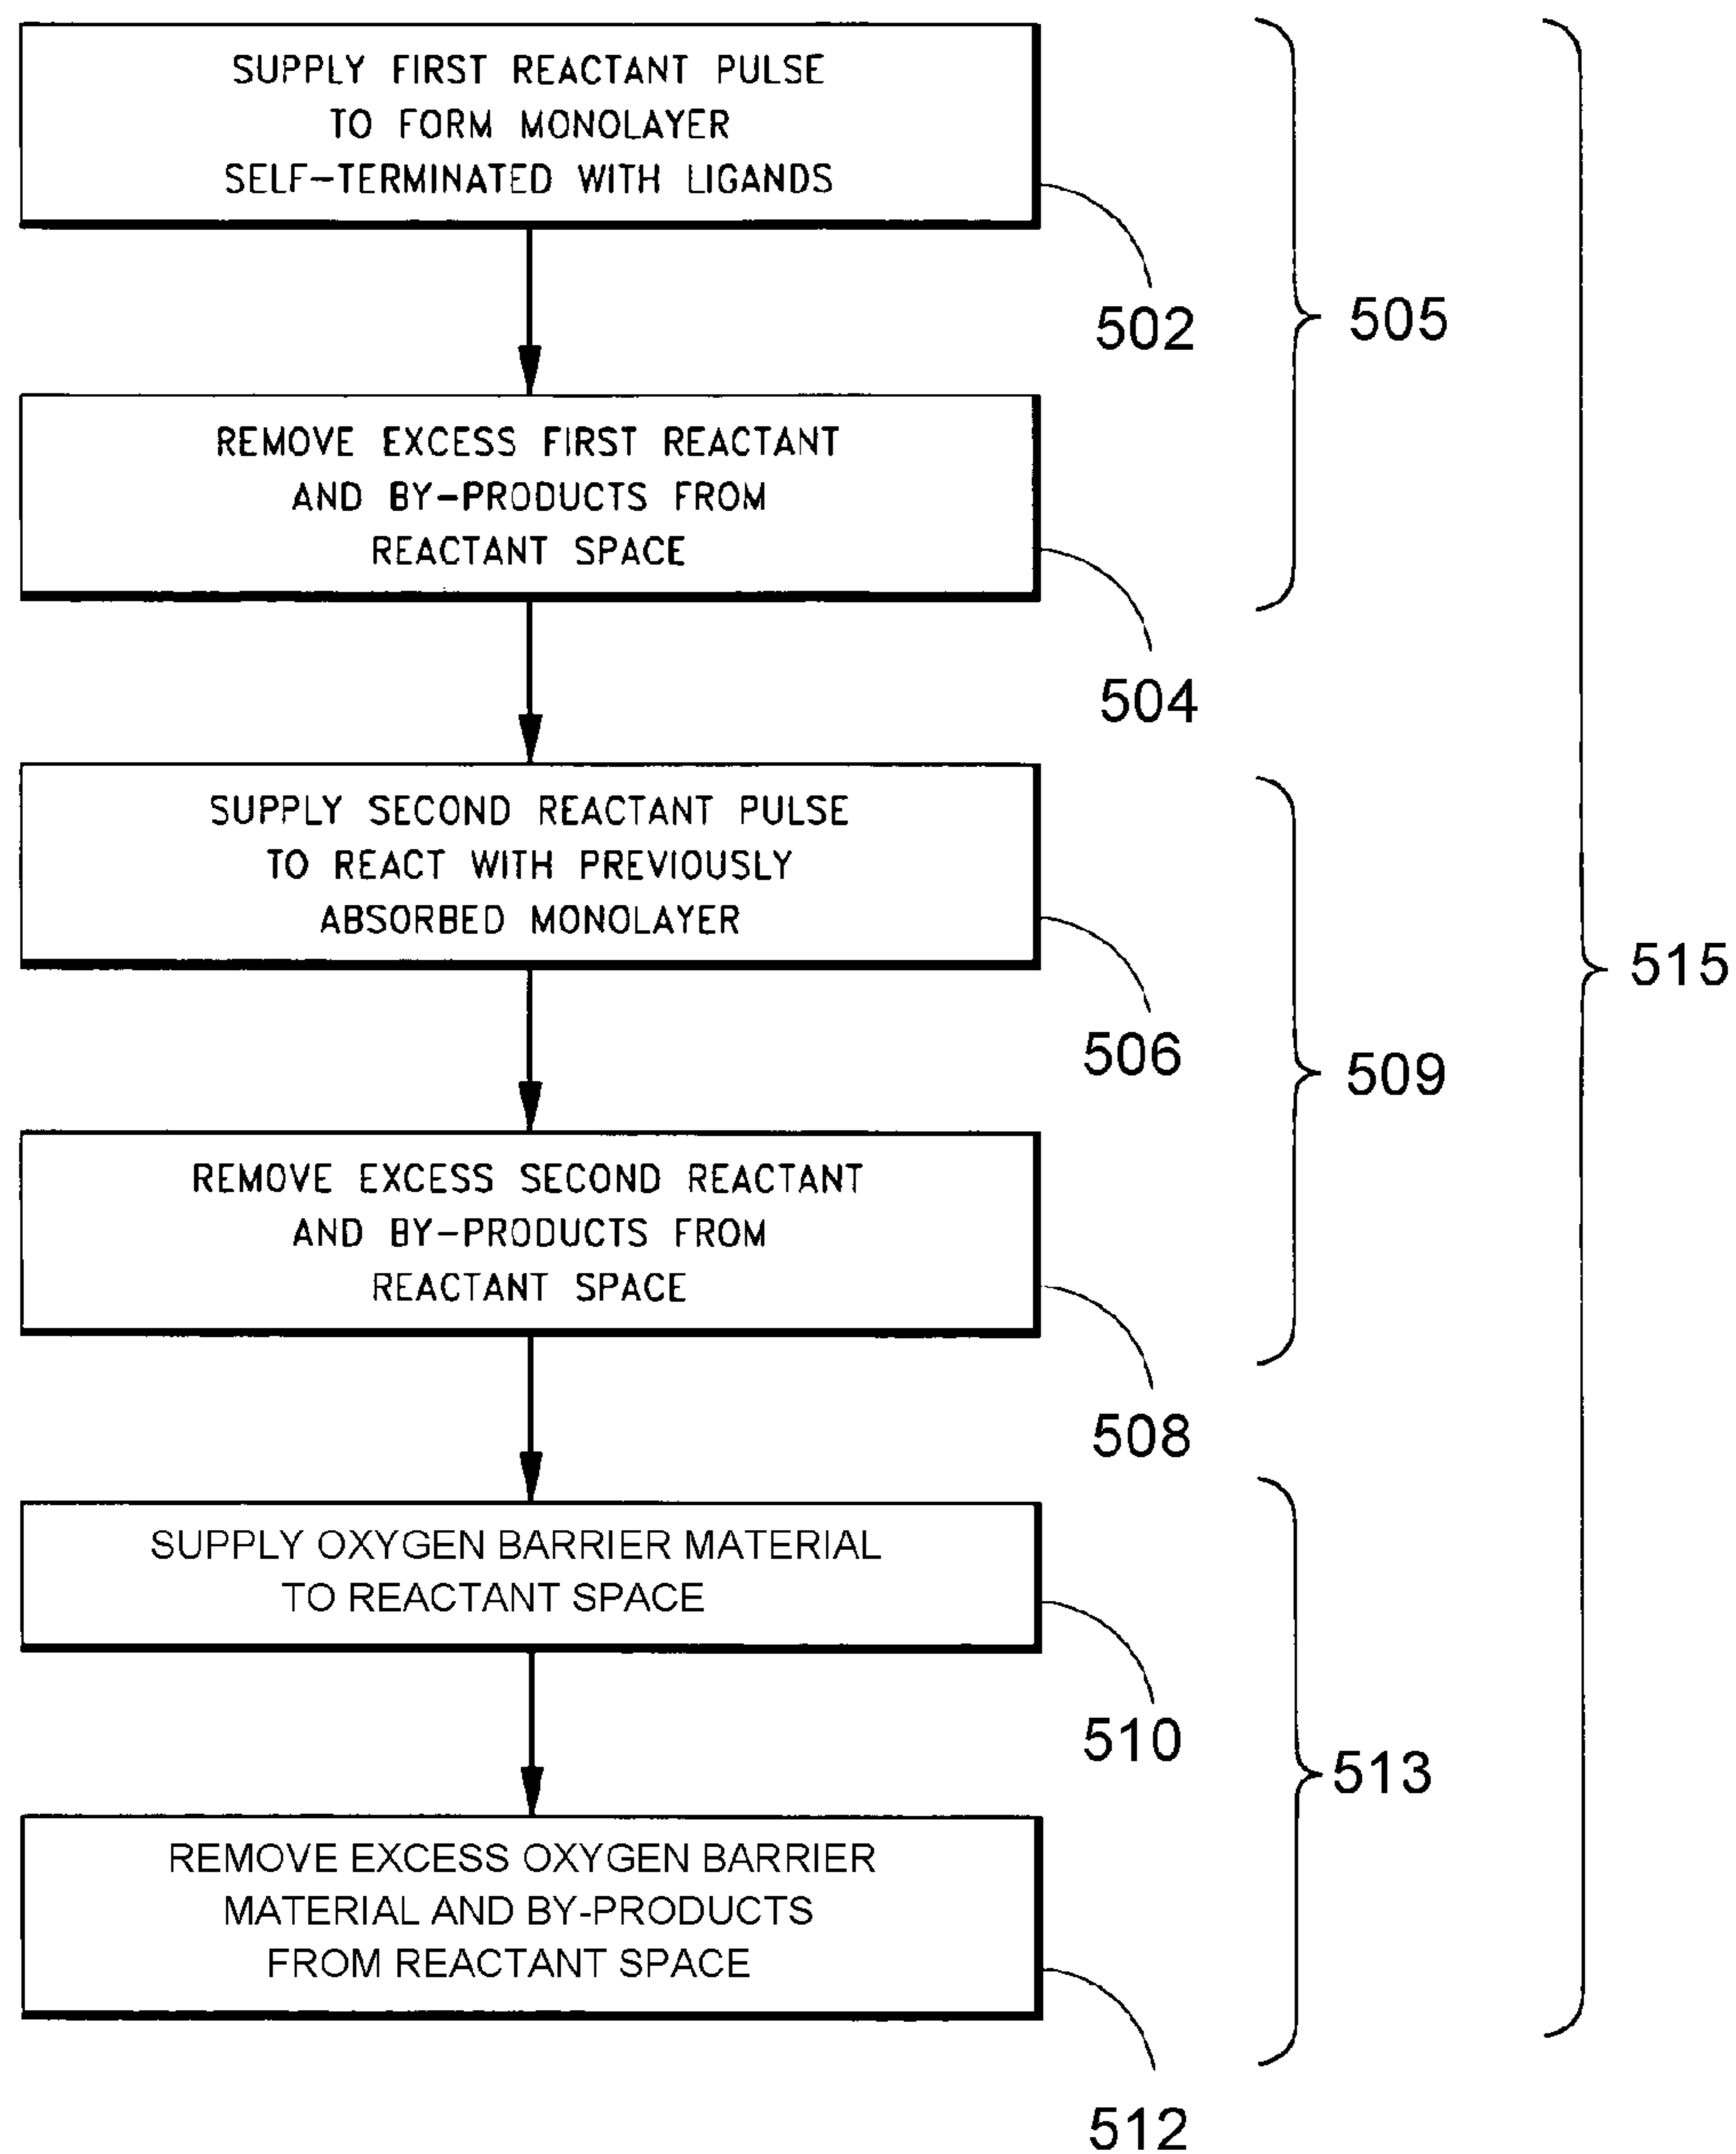 SUPPLY FIRST REACTANT PULSE
TO FORM MONOLAYER
SELF-TERMINATED WITH LIGANDS
502
505
REMOVE EXCESS FIRST REACTANT
AND BY-PRODUCTS FROM
REACTANT SPACE
504
SUPPLY SECOND REACTANT PULSE
TO REACT WITH PREVIOUSLY
ABSORBED MONOLAYER
506
509
515
REMOVE EXCESS SECOND REACTANT
AND BY-PRODUCTS FROM
REACTANT SPACE
508
SUPPLY OXYGEN BARRIER MATERIAL
TO REACTANT SPACE
510
513
REMOVE EXCESS OXYGEN BARRIER
MATERIAL AND BY-PRODUCTS
FROM REACTANT SPACE
512